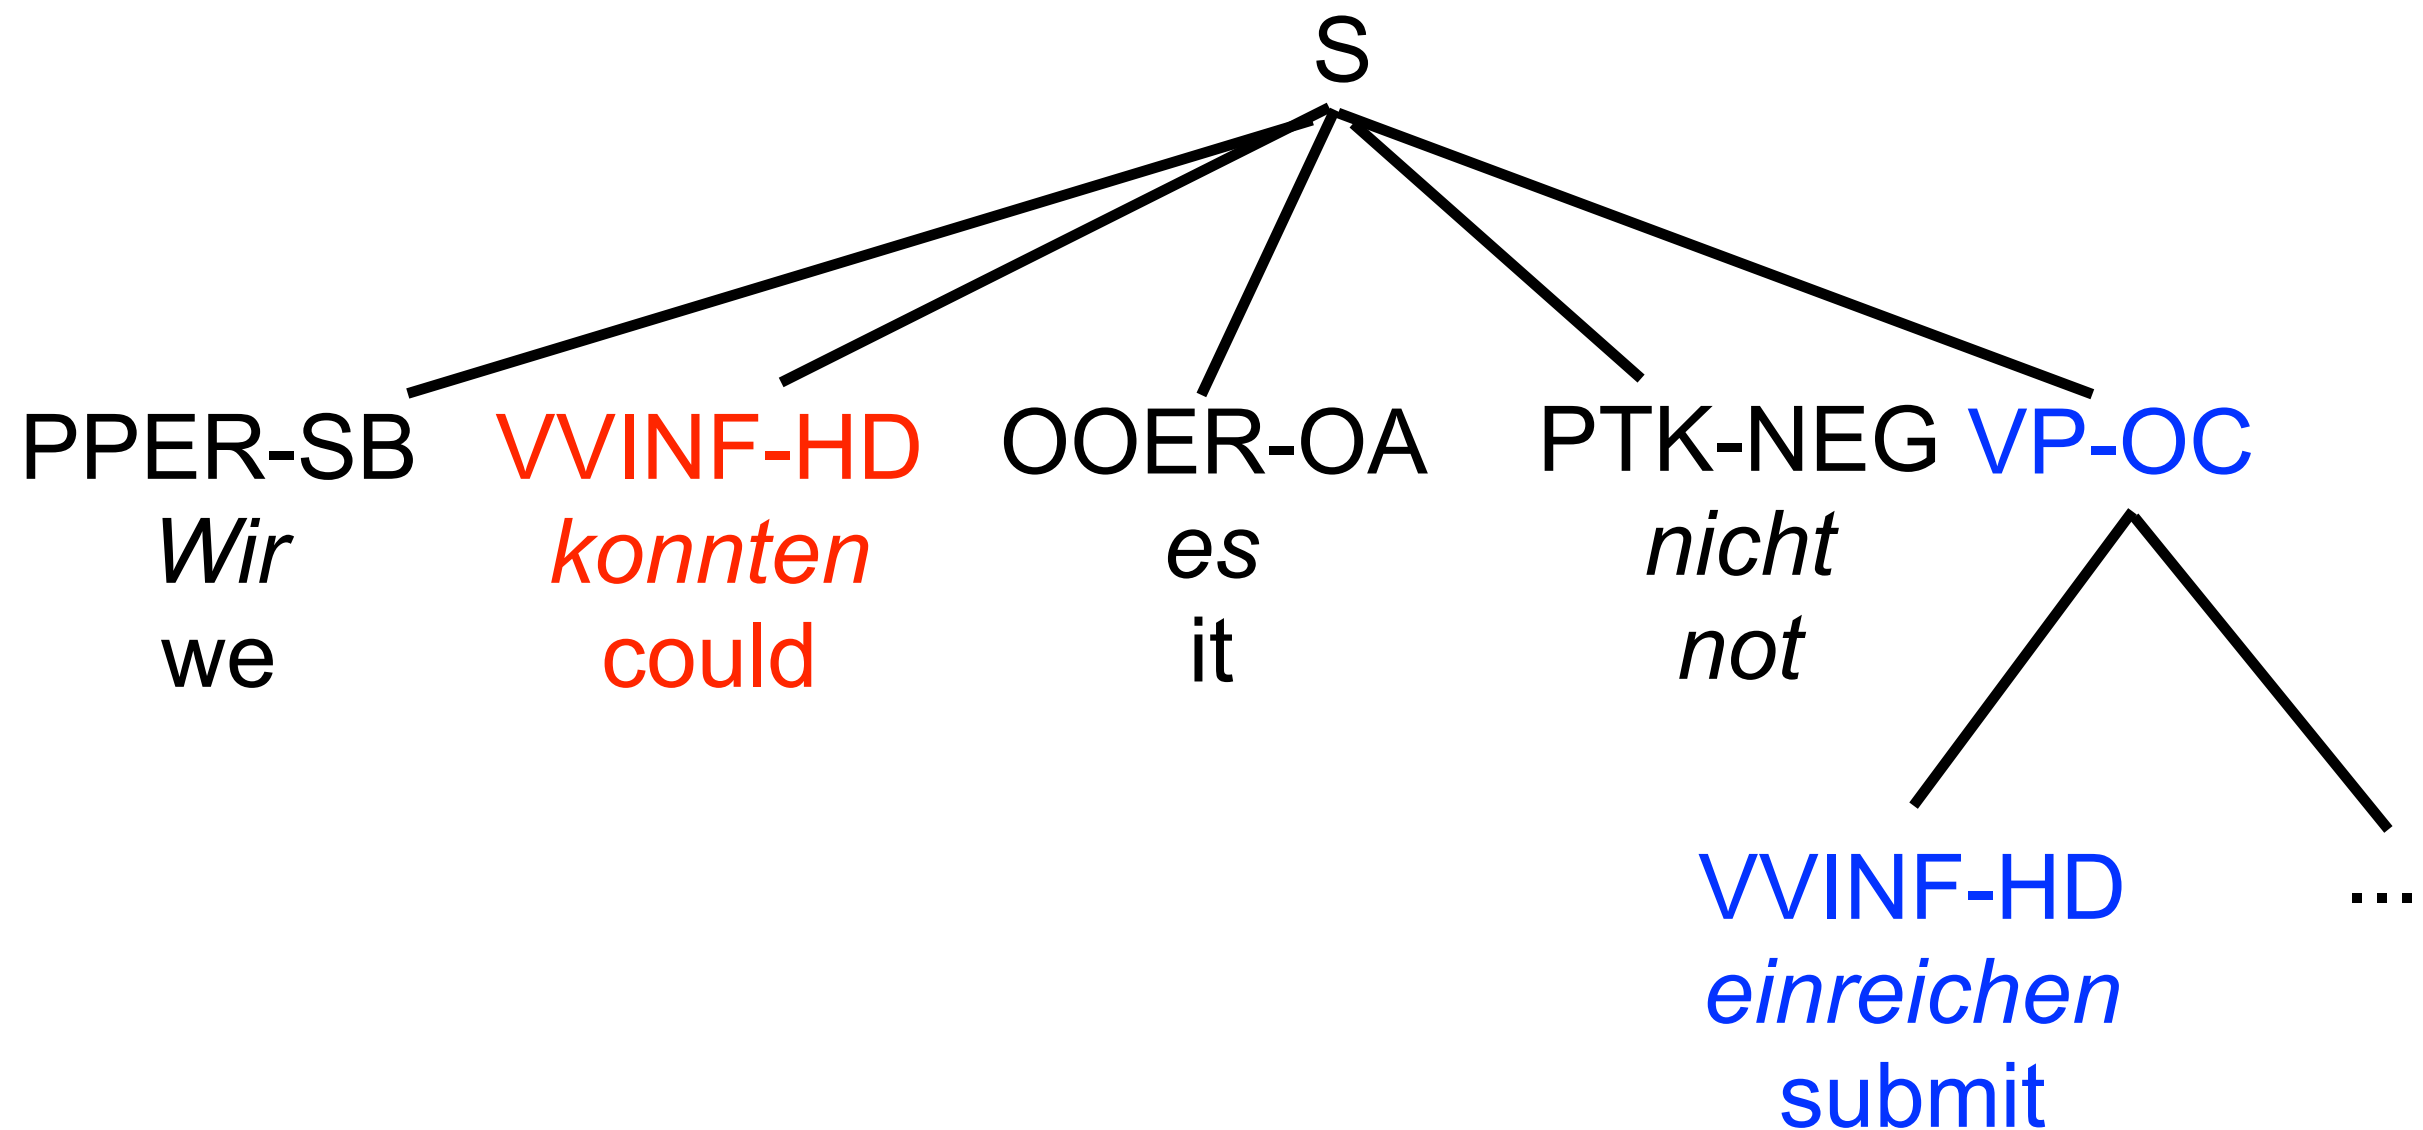 S
PPER-SB VVINF-HD OOER-OA PTK-NEG VP-OC
Wir konnten es nicht
we could it not
VVINF-HD ...
einreichen
submit